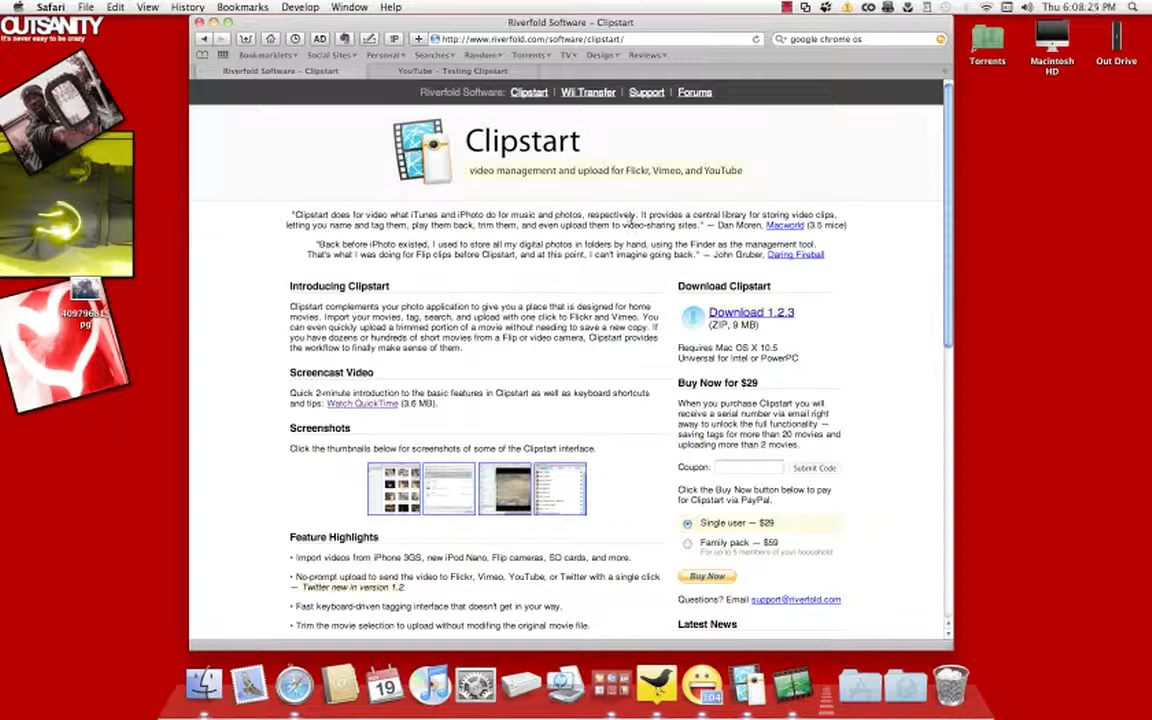 Safari File Edit View History Bookmarks Develop Window Help
Thu 6:08:29 PM
OUTSANITY
It's never easy to be crazy
Riverfold Software – Clipstart
AD
IP
http://www.riverfold.com/software/clipstart/
google chrome os
Bookmarklets Social Sites Personal Searches Random Torrents TV Design Reviews
Riverfold Software – Clipstart
YouTube – Testing Clipstart
Torrents
Macintosh HD
Out Drive
Riverfold Software: Clipstart | Wii Transfer | Support | Forums
Clipstart
video management and upload for Flickr, Vimeo, and YouTube
"Clipstart does for video what iTunes and iPhoto do for music and photos, respectively. It provides a central library for storing video clips,
letting you name and tag them, play them back, trim them, and even upload them to video-sharing sites." — Dan Moren, Macworld (3.5 mice)
"Back before iPhoto existed, I used to store all my digital photos in folders by hand, using the Finder as the management tool.
That's what I was doing for Flip clips before Clipstart, and at this point, I can't imagine going back." — John Gruber, Daring Fireball
Introducing Clipstart
Clipstart complements your photo application to give you a place that is designed for home
movies. Import your movies, tag, search, and upload with one click to Flickr and Vimeo. You
can even quickly upload a trimmed portion of a movie without needing to save a new copy. If
you have dozens or hundreds of short movies from a Flip or video camera, Clipstart provides
the workflow to finally make sense of them.
Screencast Video
Quick 2-minute introduction to the basic features in Clipstart as well as keyboard shortcuts
and tips: Watch QuickTime (3.6 MB).
Screenshots
Click the thumbnails below for screenshots of some of the Clipstart interface.
Feature Highlights
• Import videos from iPhone 3GS, new iPod Nano, Flip cameras, SD cards, and more.
• No-prompt upload to send the video to Flickr, Vimeo, YouTube, or Twitter with a single click
— Twitter new in version 1.2
• Fast keyboard-driven tagging interface that doesn't get in your way.
• Trim the movie selection to upload without modifing the original movie file.
Download Clipstart
Download 1.2.3
(ZIP, 9 MB)
Requires Mac OS X 10.5
Universal for Intel or PowerPC
Buy Now for $29
When you purchase Clipstart you will
receive a serial number via email right
away to unlock the full functionality —
saving tags for more than 20 movies and
uploading more than 2 movies.
Coupon: Submit Code
Click the Buy Now button below to pay
for Clipstart via PayPal.
Single user — $29
Family pack — $59
For up to 5 members of your household
Buy Now
Questions? Email support@riverfold.com
Latest News
19
104